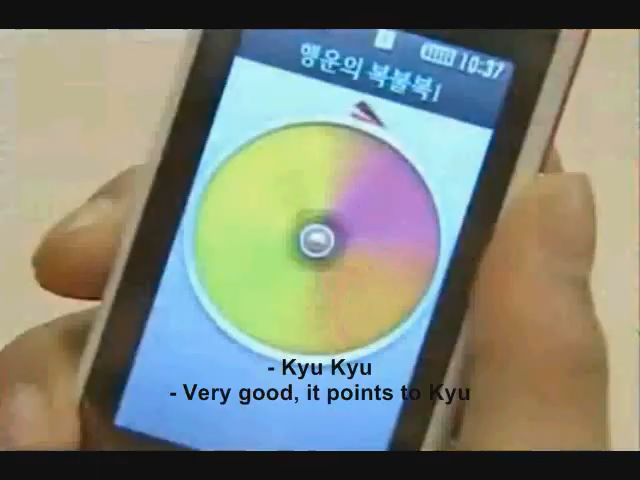 10:37
행운의 복불복!
- Kyu Kyu
- Very good, it points to Kyu